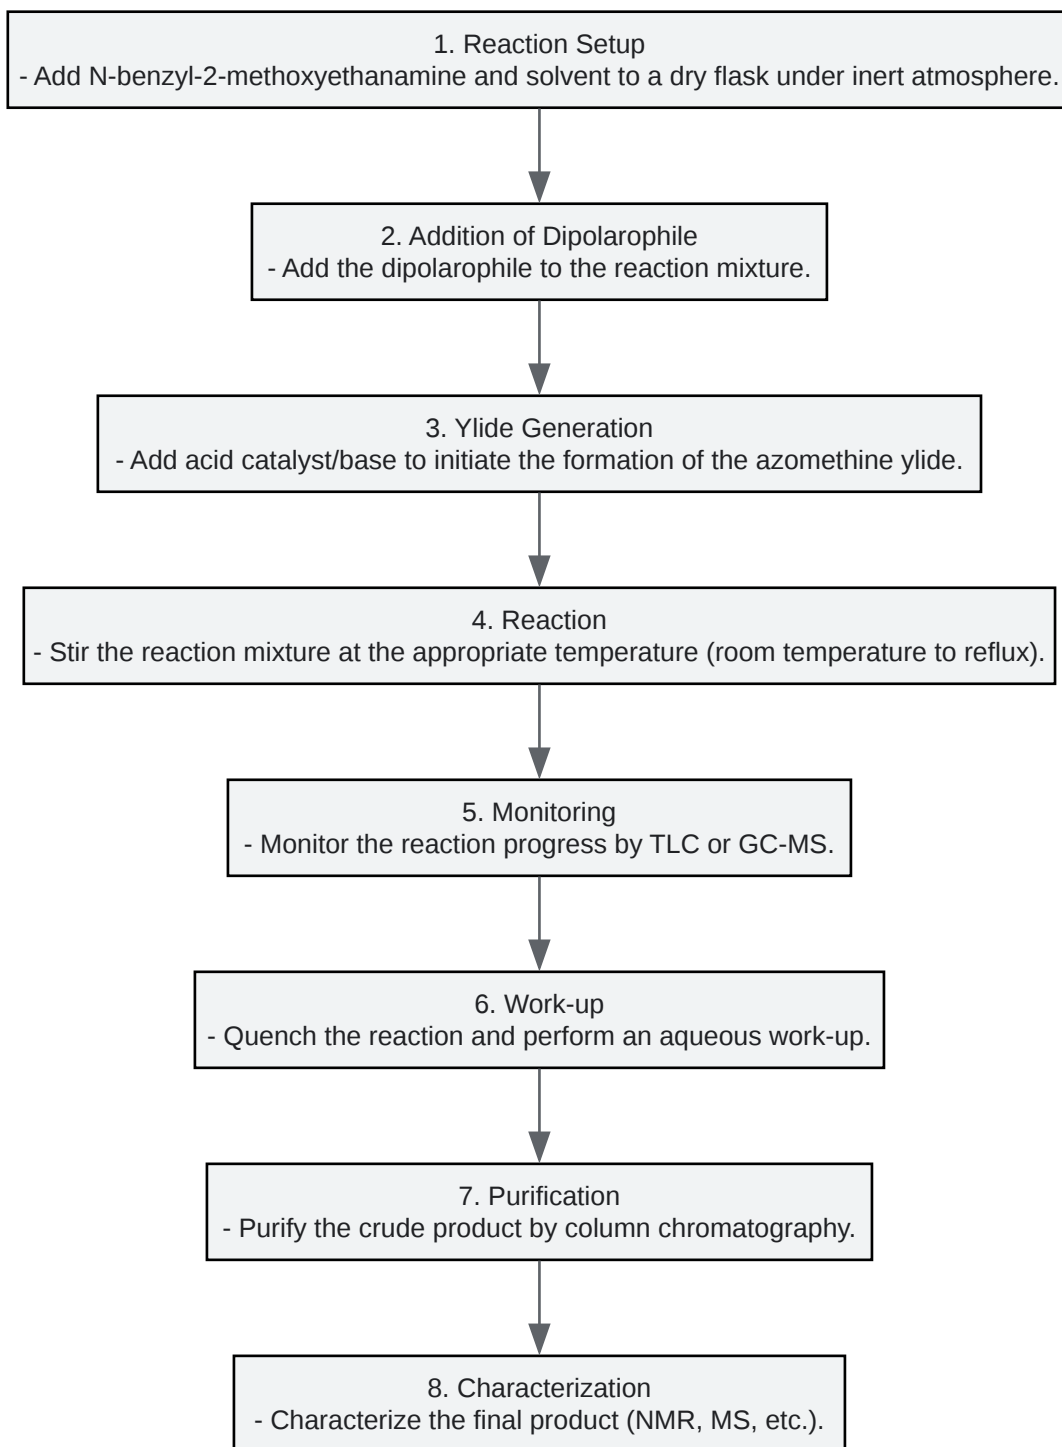 1. Reaction Setup
- Add N-benzyl-2-methoxyethanamine and solvent to a dry flask under inert atmosphere.
2. Addition of Dipolarophile
- Add the dipolarophile to the reaction mixture.
3. Ylide Generation
- Add acid catalyst/base to initiate the formation of the azomethine ylide.
4. Reaction
- Stir the reaction mixture at the appropriate temperature (room temperature to reflux).
5. Monitoring
- Monitor the reaction progress by TLC or GC-MS.
6. Work-up
- Quench the reaction and perform an aqueous work-up.
7. Purification
- Purify the crude product by column chromatography.
8. Characterization
- Characterize the final product (NMR, MS, etc.).